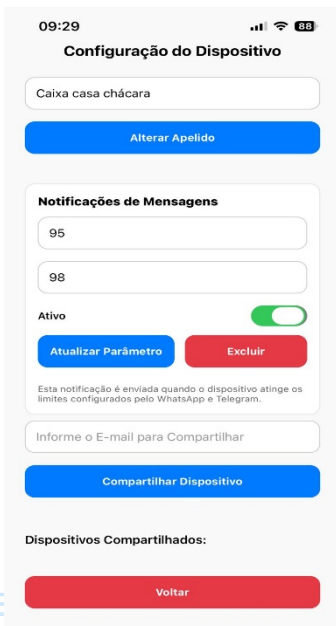 09:29
88
Configuração do Dispositivo
Caixa casa chácara
Alterar Apelido
Notificações de Mensagens
95
98
Ativo
Atualizar Parâmetro
Excluir
Esta notificação é enviada quando o dispositivo atinge os
limites configurados pelo WhatsApp e Telegram.
Informe o E-mail para Compartilhar
Compartilhar Dispositivo
Dispositivos Compartilhados:
Voltar